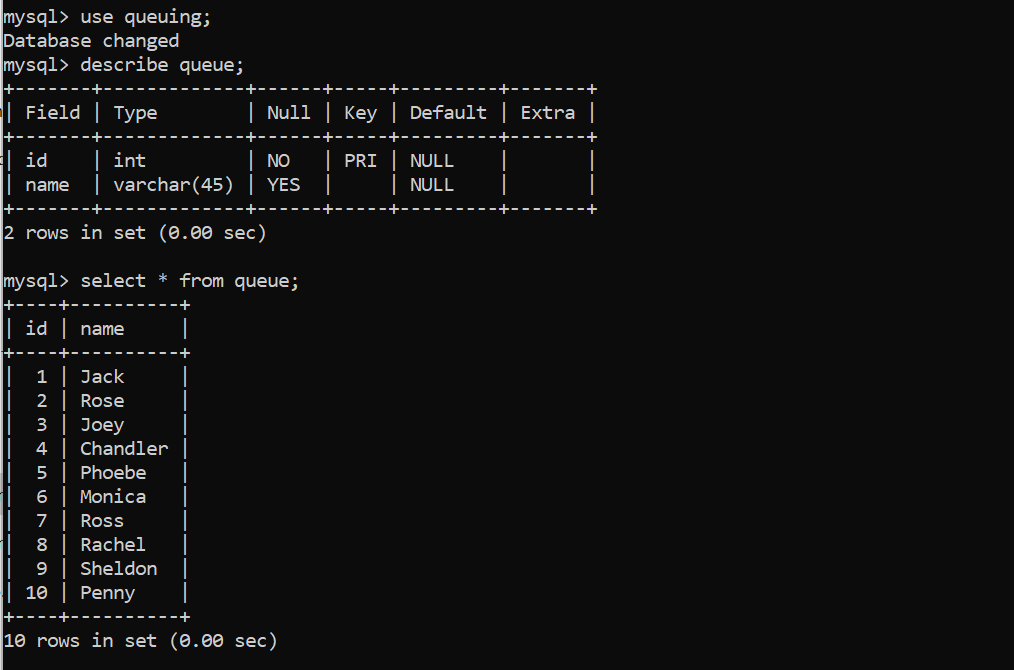 mysql> use queuing;
Database changed
mysql> describe queue;
+-------+-------------+------+-----+---------+-------+
| Field | Type        | Null | Key | Default | Extra |
+-------+-------------+------+-----+---------+-------+
| id    | int         | NO   | PRI | NULL    |       |
| name  | varchar(45) | YES  |     | NULL    |       |
+-------+-------------+------+-----+---------+-------+
2 rows in set (0.00 sec)

mysql> select * from queue;
+----+----------+
| id | name     |
+----+----------+
|  1 | Jack     |
|  2 | Rose     |
|  3 | Joey     |
|  4 | Chandler |
|  5 | Phoebe   |
|  6 | Monica   |
|  7 | Ross     |
|  8 | Rachel   |
|  9 | Sheldon  |
| 10 | Penny    |
+----+----------+
10 rows in set (0.00 sec)